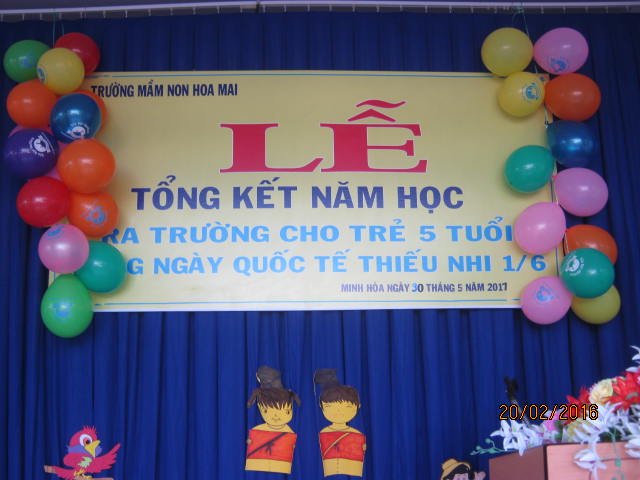 TRƯỜNG MẦM NON HOA MAI
LỄ
TỔNG KẾT NĂM HỌC
RA TRƯỜNG CHO TRẺ 5 TUỔI
NGÀY QUỐC TẾ THIẾU NHI 1/6
MINH HÒA NGÀY 30 THÁNG 5 NĂM 2017
20/02/2016